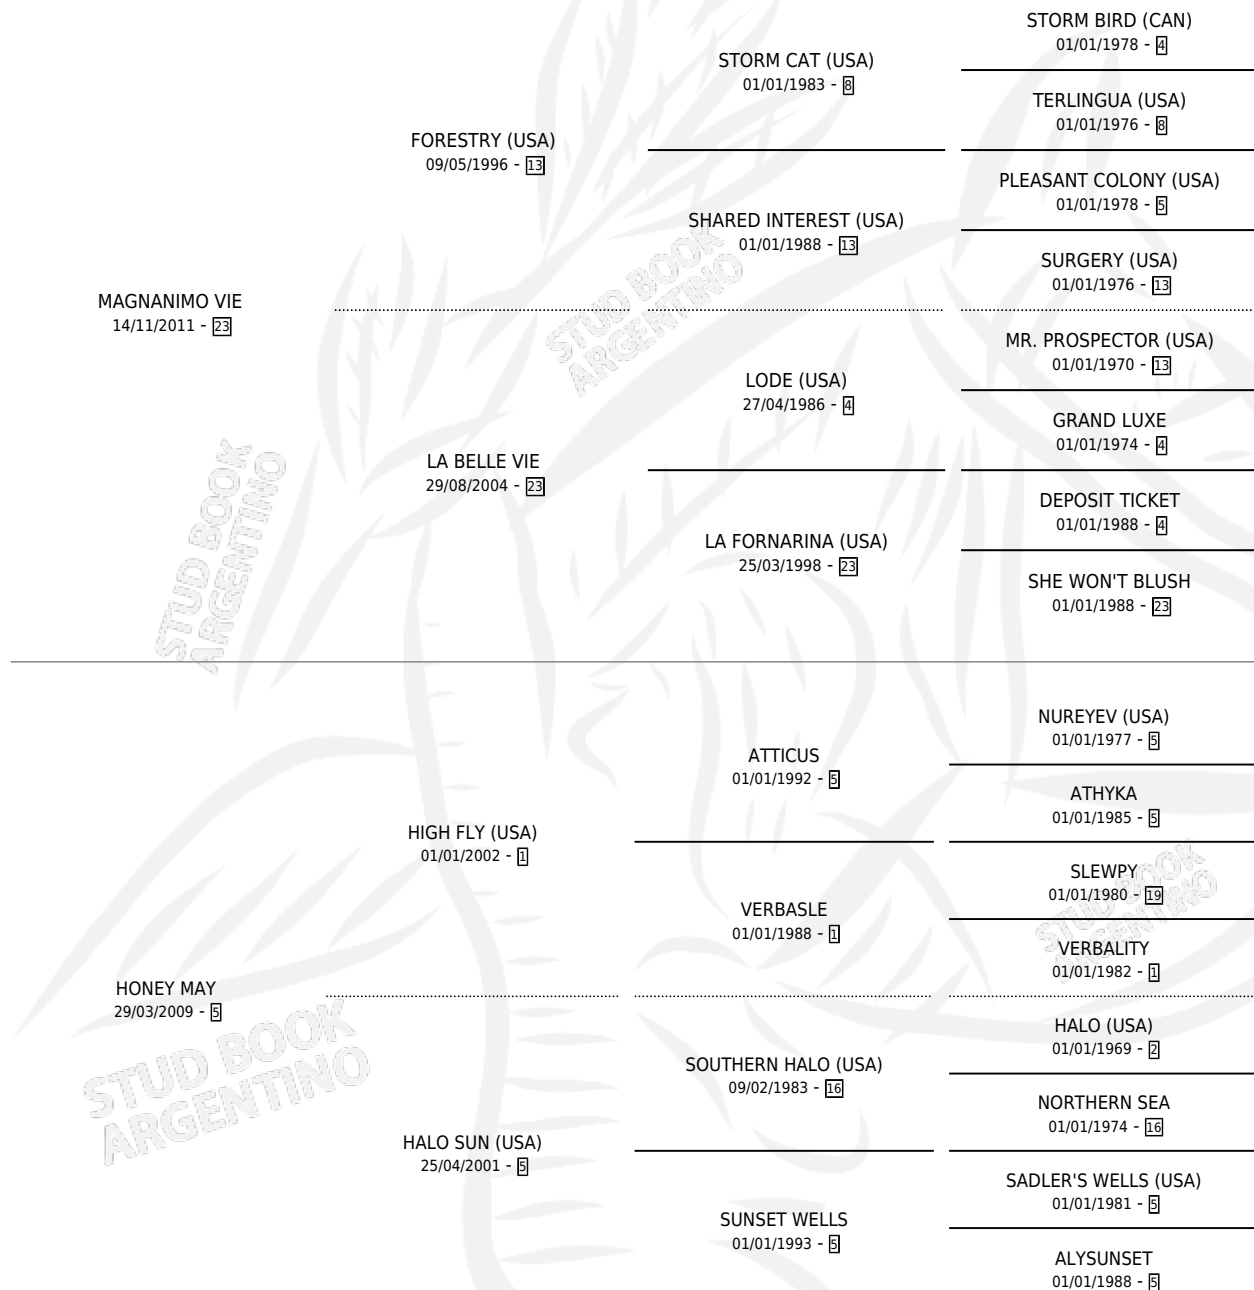 STORM BIRD (CAN)
01/01/1978 - 4
STORM CAT (USA)
01/01/1983 - 8
TERLINGUA (USA)
01/01/1976 - 8
FORESTRY (USA)
09/05/1996 - 13
PLEASANT COLONY (USA)
01/01/1978 - 5
SHARED INTEREST (USA)
01/01/1988 - 13
SURGERY (USA)
01/01/1976 - 13
MAGNANIMO VIE
14/11/2011 - 23
MR. PROSPECTOR (USA)
01/01/1970 - 13
LODE (USA)
27/04/1986 - 4
GRAND LUXE
01/01/1974 - 4
LA BELLE VIE
29/08/2004 - 23
DEPOSIT TICKET
01/01/1988 - 4
LA FORNARINA (USA)
25/03/1998 - 23
SHE WON'T BLUSH
01/01/1988 - 23
NUREYEV (USA)
01/01/1977 - 5
ATTICUS
01/01/1992 - 5
ATHYKA
01/01/1985 - 5
HIGH FLY (USA)
01/01/2002 - 1
SLEWPY
01/01/1980 - 19
VERBASLE
01/01/1988 - 1
VERBALITY
01/01/1982 - 1
HONEY MAY
29/03/2009 - 5
HALO (USA)
01/01/1969 - 2
SOUTHERN HALO (USA)
09/02/1983 - 16
NORTHERN SEA
01/01/1974 - 16
HALO SUN (USA)
25/04/2001 - 5
SADLER'S WELLS (USA)
01/01/1981 - 5
SUNSET WELLS
01/01/1993 - 5
ALYSUNSET
01/01/1988 - 5
STUD BOOK
ARGENTINO
STUD BOOK
ARGENTINO
STUD BOOK
ARGENTINO
STUD BOOK
ARGENTINO